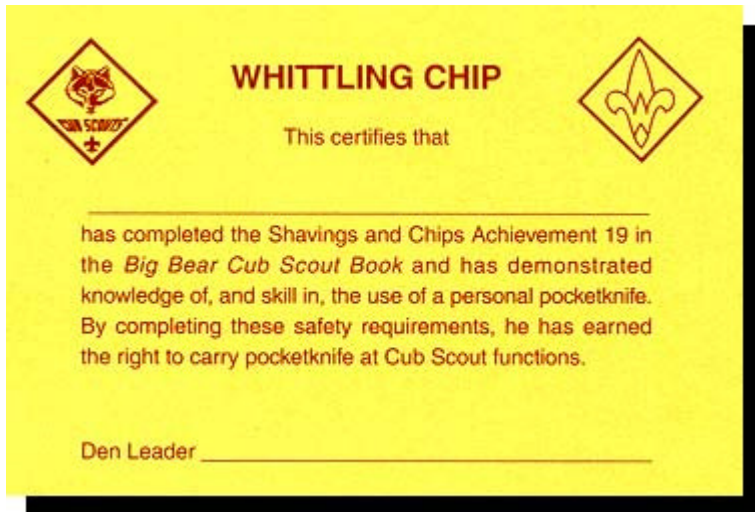 WHITTLING CHIP
CUB SCOUTS
This certifies that
has completed the Shavings and Chips Achievement 19 in
the Big Bear Cub Scout Book and has demonstrated
knowledge of, and skill in, the use of a personal pocketknife.
By completing these safety requirements, he has earned
the right to carry pocketknife at Cub Scout functions.
Den Leader